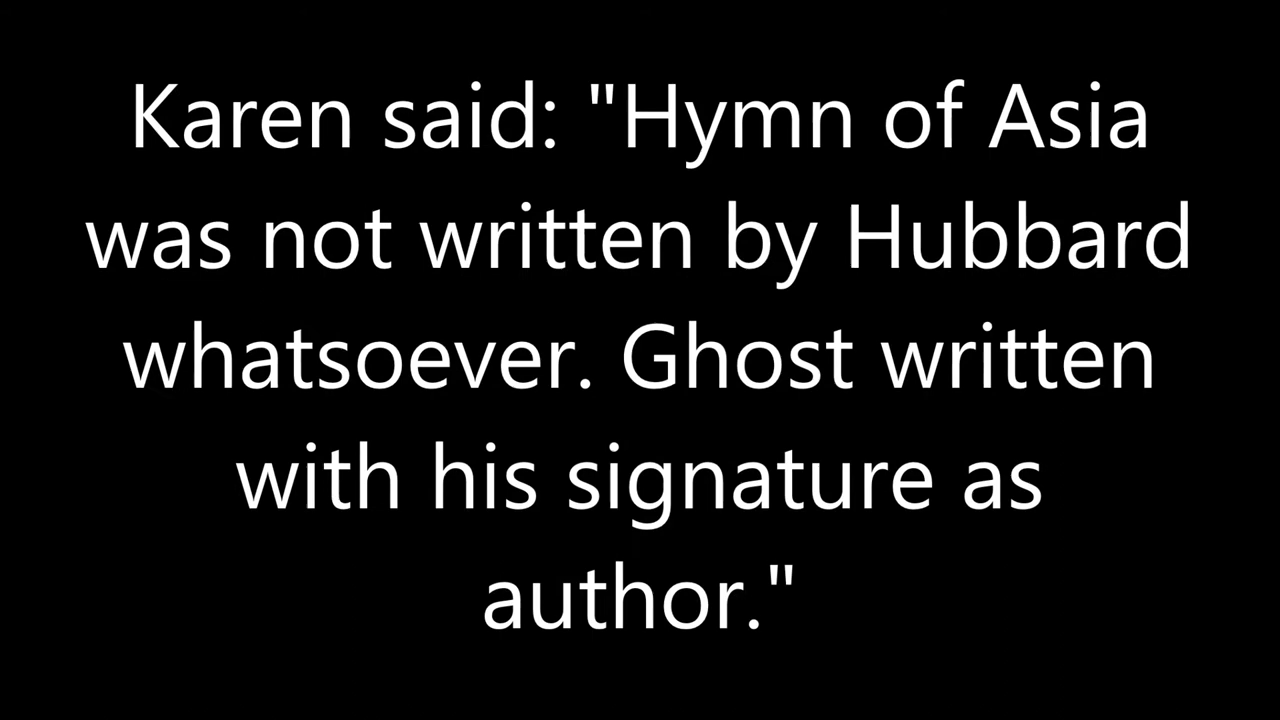 Karen said: "Hymn of Asia
was not written by Hubbard
whatsoever. Ghost written
with his signature as
author."